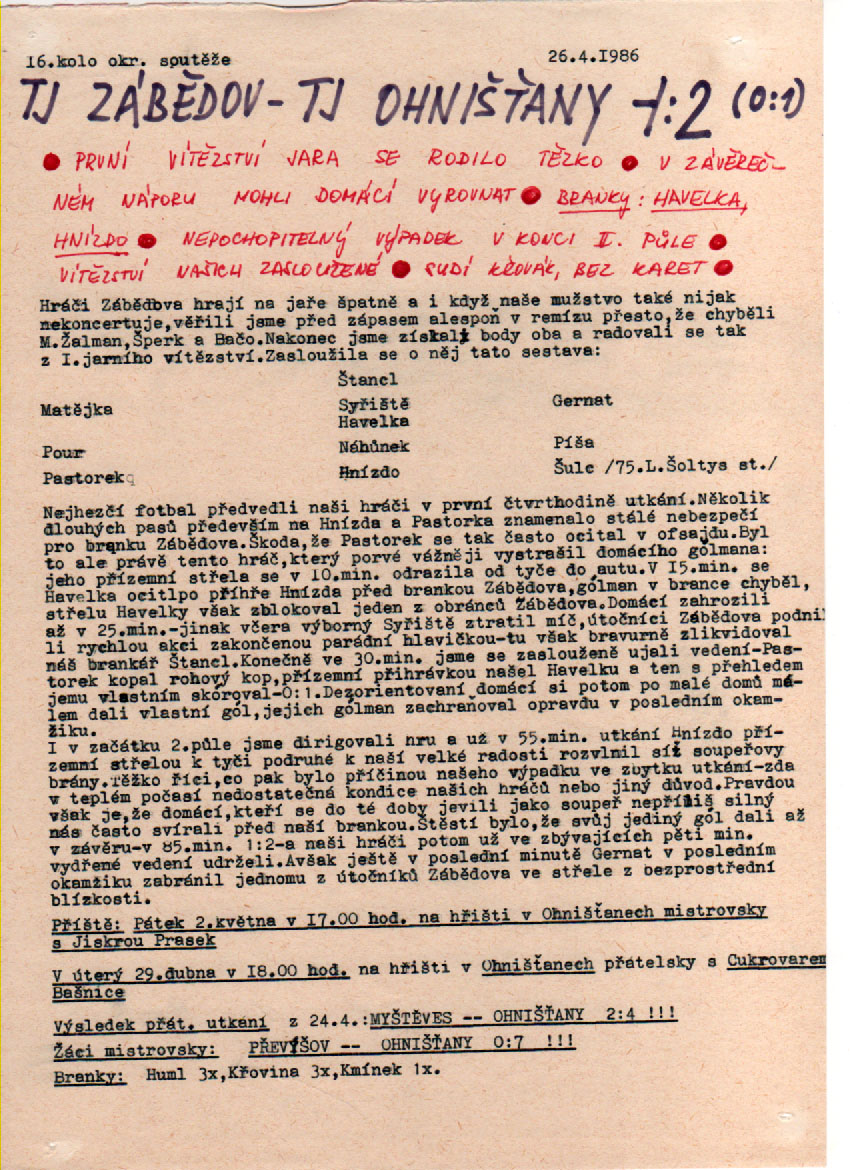 16.kolo okr. soutěže 26.4.I986
TJ ZÁBĚDOV - TJ OHNIŠŤANY 1:2 (0:1)
● PRVNÍ VÍTĚZSTVÍ JARA SE RODILO TĚZKO ● V ZÁVĚREČ-
NÉM NÁPORU MOHLI DOMÁCÍ VYROVNAT ● BRANKY: HAVELKA,
HNÍZDO ● NEPOCHOPITELNÝ VÝPADEK V KONCI II. PŮLE ●
VÍTĚZSTVÍ NAŠICH ZASLOUŽENÉ ● SUDÍ KŘOVÁK, BEZ KARET ●
Hráči Zábědova hrají na jaře špatně a i když naše mužstvo také nijak
nekoncertuje,věřili jsme před zápasem alespoň v remízu přesto,že chyběli
M.Žalman,Šperk a Bačo.Nakonec jsme získali body oba a radovali se tak
z I.jarního vítězství.Zasloužila se o něj tato sestava:
Štancl
Matějka Syřiště Gernat
Havelka
Pour Náhůnek Píša
Pastorek Hnízdo Šulc /75.L.Šoltys st./
Nejhezčí fotbal předvedli naši hráči v první čtvrthodině utkání.Několik
dlouhých pasů především na Hnízda a Pastorka znamenalo stálé nebezpečí
pro branku Zábědova.Škoda,že Pastorek se tak často ocital v ofsajdu.Byl
to ale právě tento hráč,který porvé vážněji vystrašil domácího gólmana:
jeho přízemní střela se v 10.min. odrazila od tyče do autu.V I5.min. se
Havelka ocitlpo příhře Hnízda před brankou Zábědova,gólman v brance chyběl,
střelu Havelky však zblokoval jeden z obránců Zábědova.Domácí zahrozili
až v 25.min.-jinak včera výborný Syřiště ztratil míč,útočníci Zábědova podni
li rychlou akci zakončenou parádní hlavičkou-tu však bravurně zlikvidoval
náš brankář Štancl.Konečně ve 30.min. jsme se zaslouženě ujali vedení-Pas-
torek kopal rohový kop,přízemní přihrávkou našel Havelku a ten s přehledem
jemu vlastním skóroval-0:1.Dezorientovaní domácí si potom po malé domů má-
lem dali vlastní gól,jejich gólman zachraňoval opravdu v posledním okam-
žiku.
I v začátku 2.půle jsme dirigovali hru a už v 55.min. utkání Hnízdo pří-
zemní střelou k tyči podruhé k naší velké radosti rozvlnil síť soupeřovy
brány.Těžko říci,co pak bylo příčinou našeho výpadku ve zbytku utkání-zda
v teplém počasí nedostatečná kondice našich hráčů nebo jiný důvod.Pravdou
však je,že domácí,kteří se do té doby jevili jako soupeř nepříliš silný
nás často svírali před naší brankou.Štěstí bylo,že svůj jediný gól dali až
v závěru-v 85.min. 1:2-a naši hráči potom už ve zbývajících pěti min.
vydřené vedení udrželi.Avšak ještě v poslední minutě Gernat v posledním
okamžiku zabránil jednomu z útočníků Zábědova ve střele z bezprostřední
blízkosti.
Příště: Pátek 2.května v I7.00 hod. na hřišti v Ohnišťanech mistrovsky
s Jiskrou Prasek
V úterý 29.dubna v I8.00 hod. na hřišti v Ohnišťanech přátelsky s Cukrovarem
Bašnice
Výsledek přát. utkání z 24.4.:MYŠTĚVES -- OHNIŠŤANY 2:4 !!!
Žáci mistrovsky: PŘEVÝŠOV -- OHNIŠŤANY 0:7 !!!
Branky: Huml 3x,Křovina 3x,Kmínek 1x.